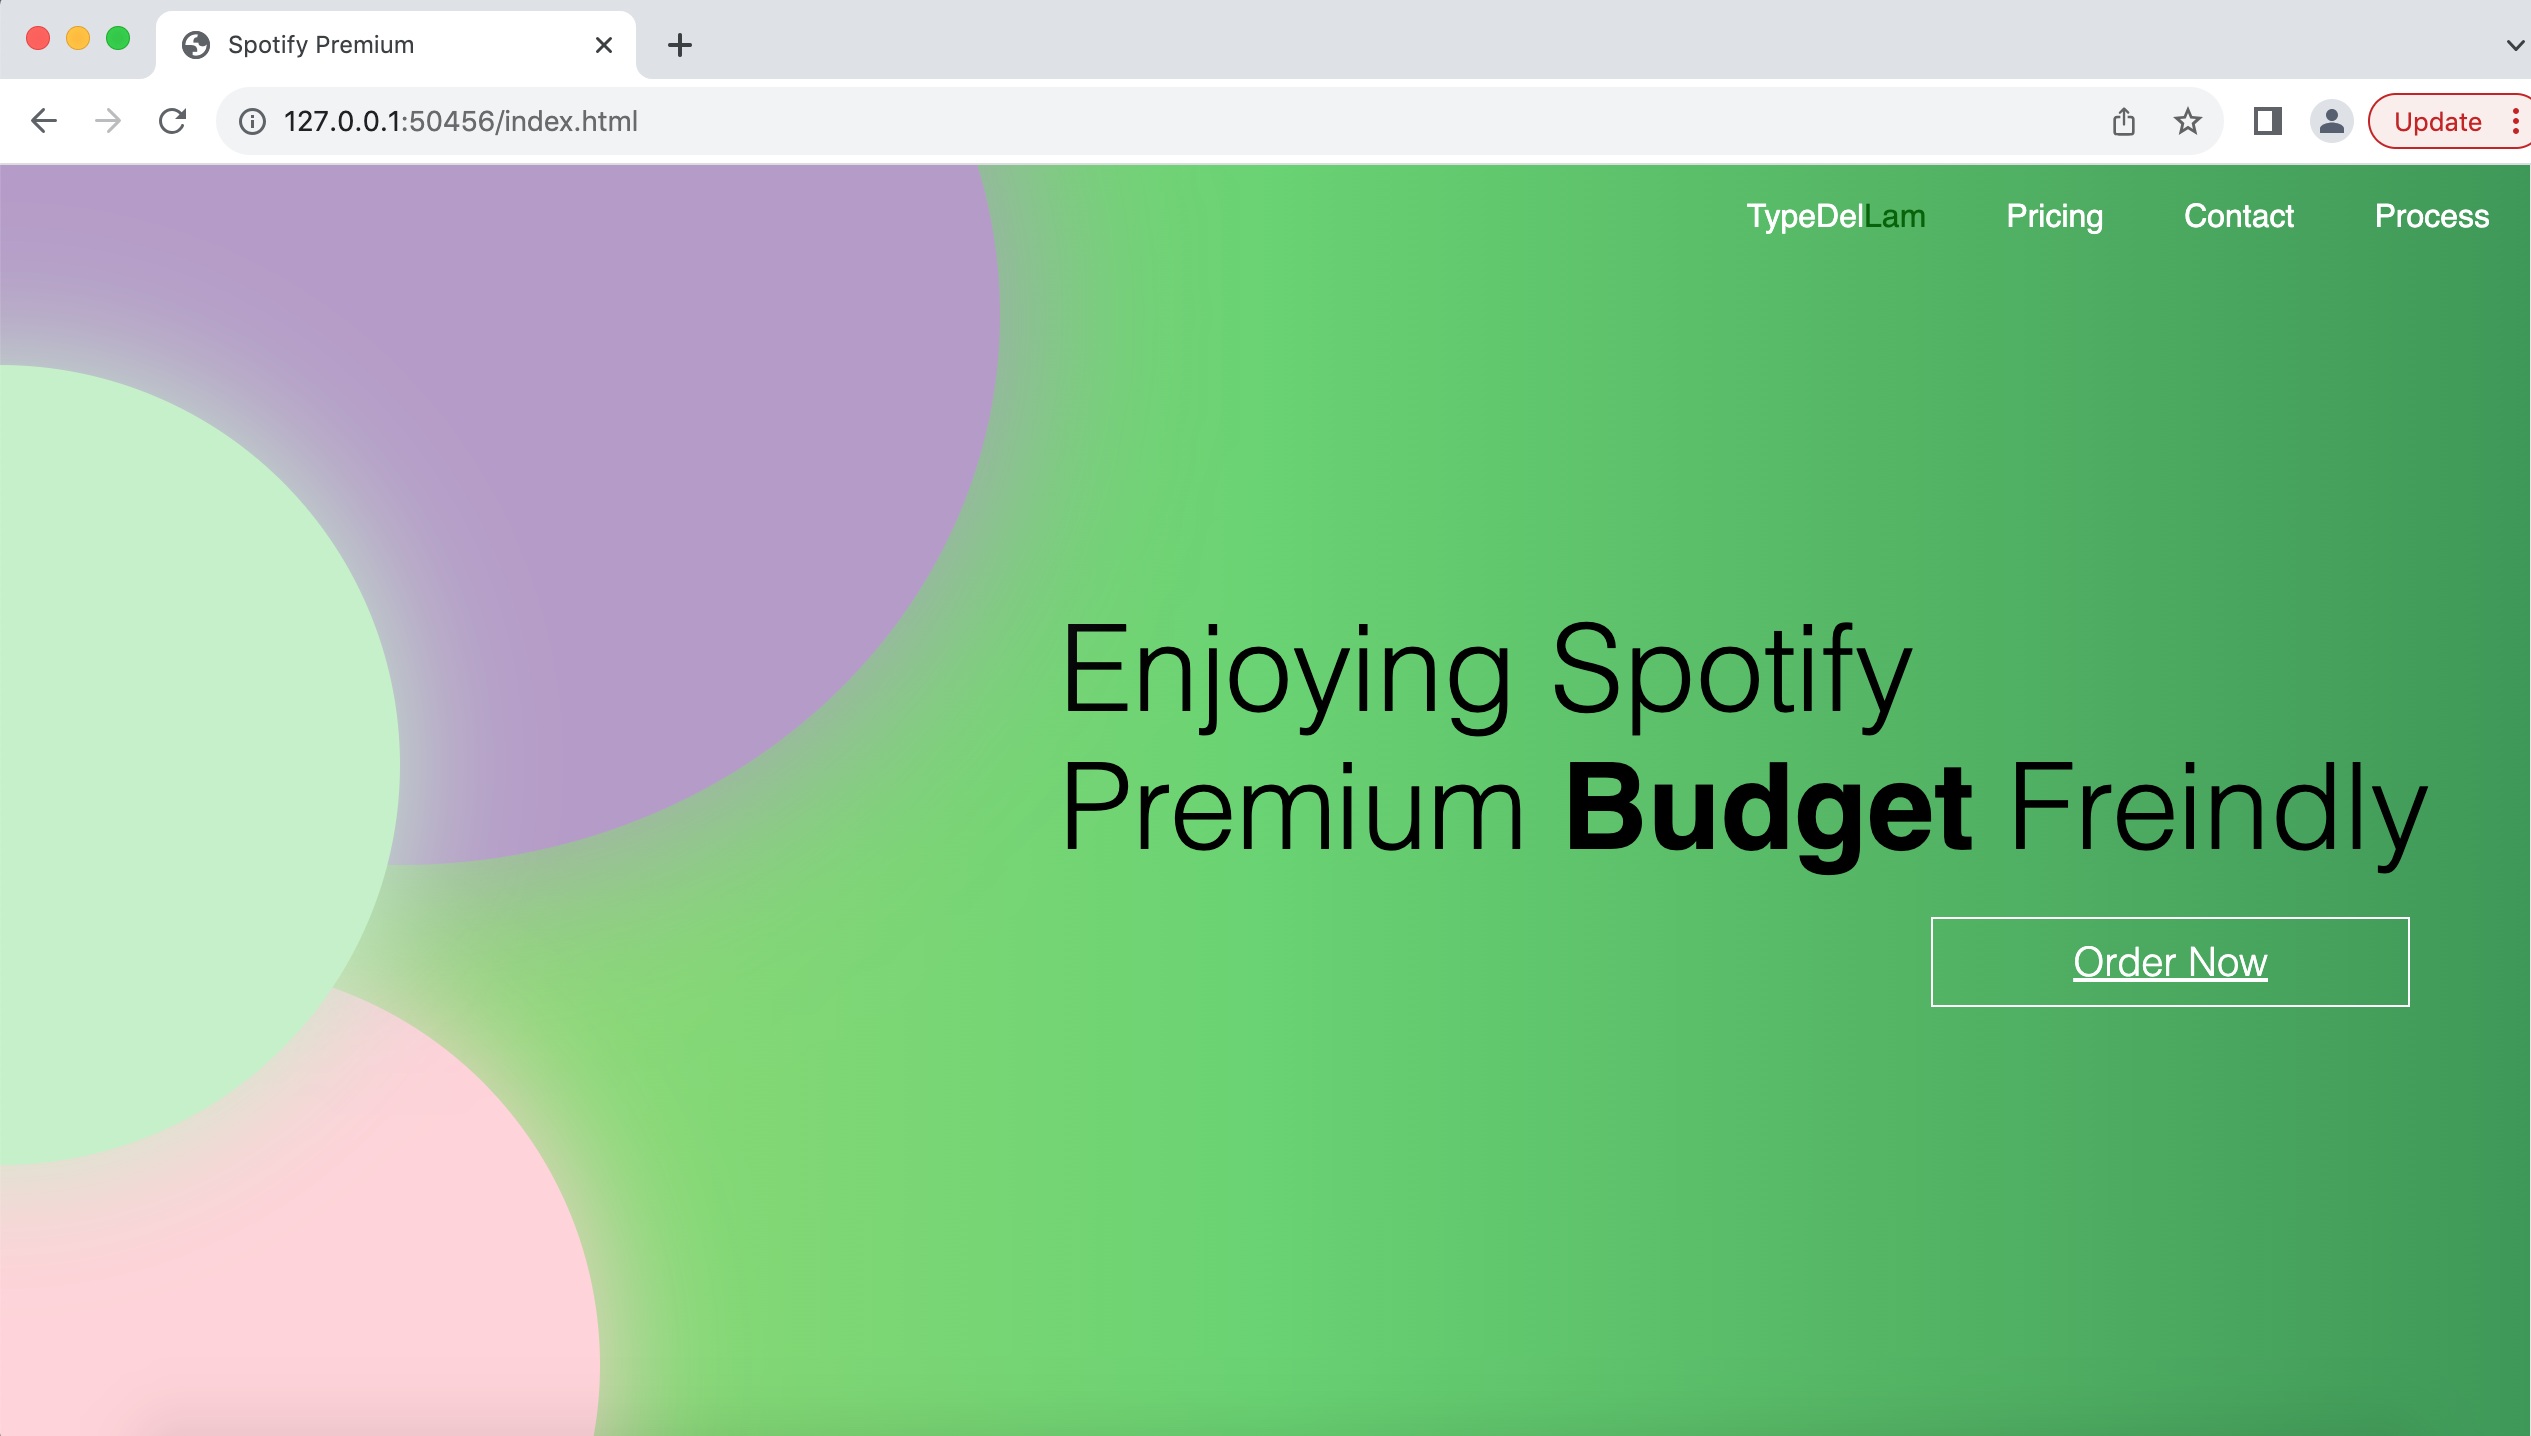 Spotify Premium
127.0.0.1:50456/index.html
Update
TypeDelLam Pricing Contact Process
Enjoying Spotify
Premium Budget Freindly
Order Now